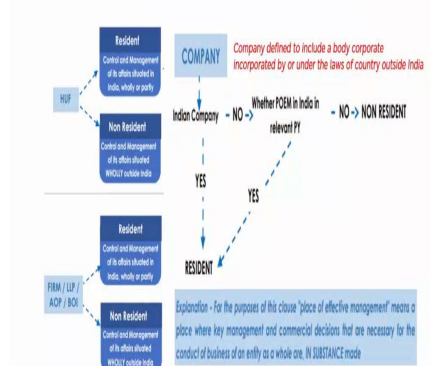 Resident
Control and Management
of its affairs situated in
India, wholly or partly
HUF
Non Resident
Control and Management
of its affairs situated
WHOLLY outside India
Resident
Control and Management
of its affairs situated in
India, wholly or partly
FIRM / LLP /
AOP / BOI
Non Resident
Control and Management
of its affairs situated
WHOLLY outside India
COMPANY
Company defined to include a body corporate
incorporated by or under the laws of country outside India
Indian Company
NO
Whether POEM in India in
relevant PY
NO
NON RESIDENT
YES
YES
RESIDENT
Explanation - For the purposes of this clause "place of effective management" means a
place where key management and commercial decisions that are necessary for the
conduct of business of an entity as a whole are, IN SUBSTANCE made